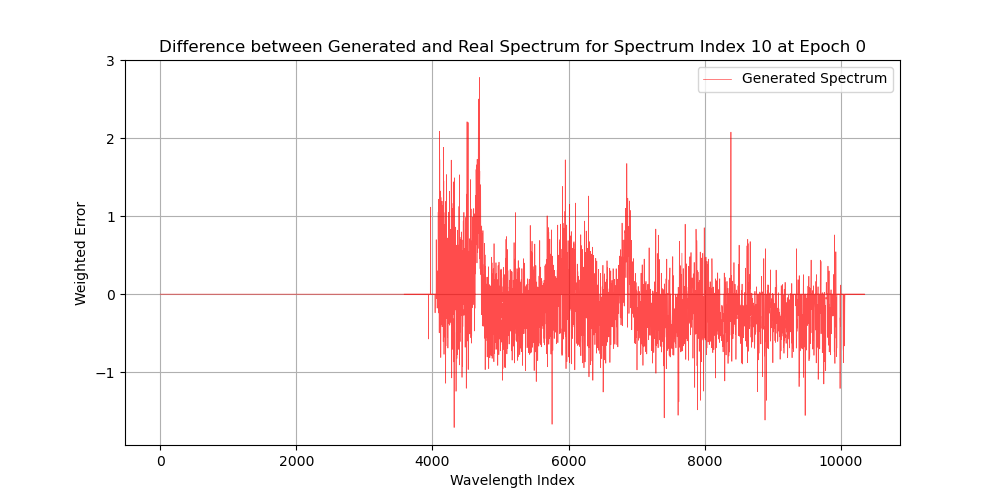 Difference between Generated and Real Spectrum for Spectrum Index 10 at Epoch 0
Generated Spectrum
Weighted Error
3
2
1
0
−1
0 2000 4000 6000 8000 10000
Wavelength Index